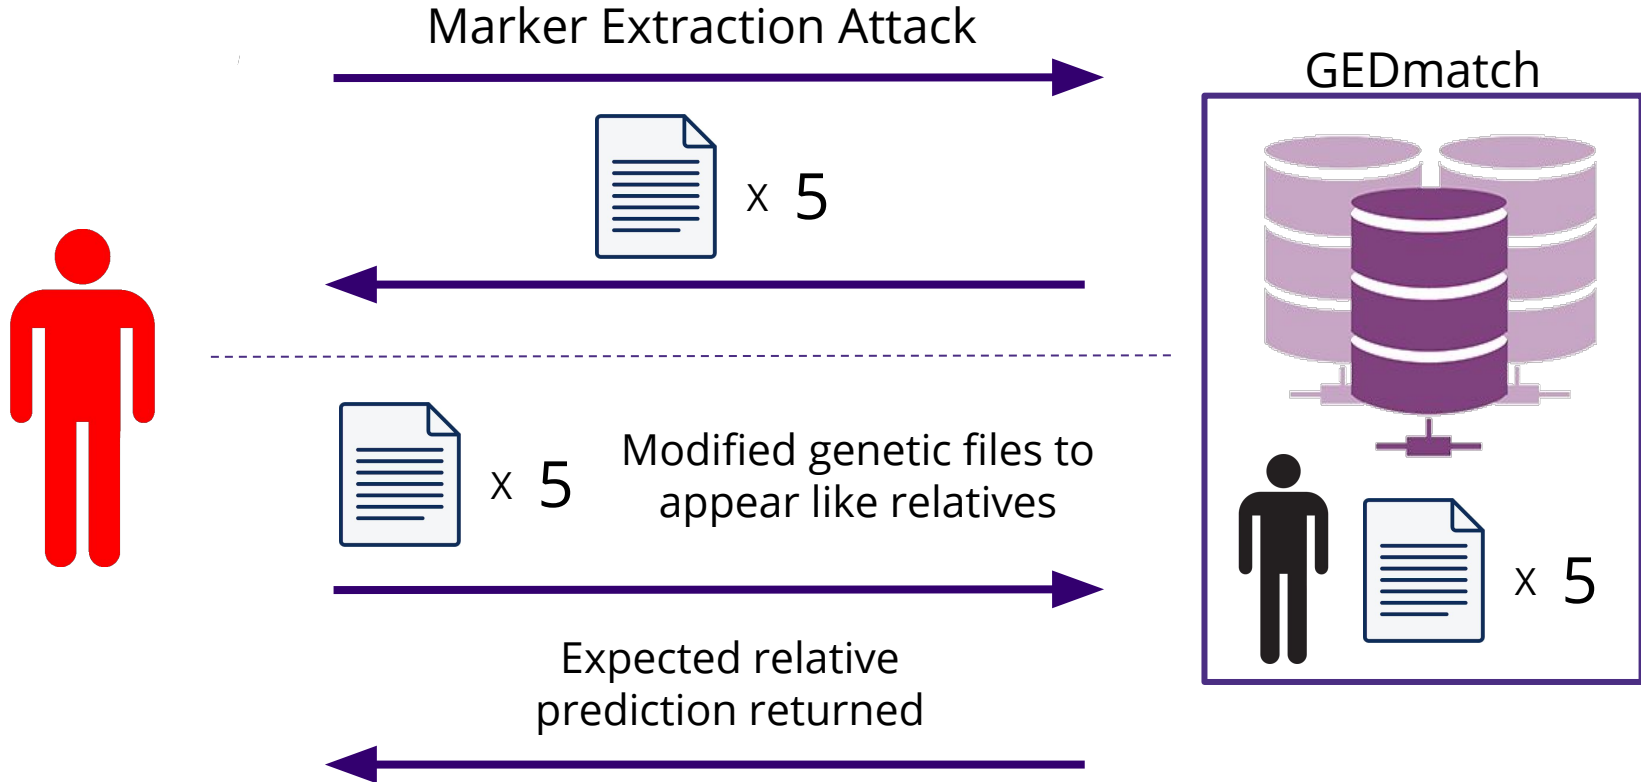 Marker Extraction Attack
GEDmatch
x 5
x 5
Modified genetic files to
appear like relatives
x 5
Expected relative
prediction returned